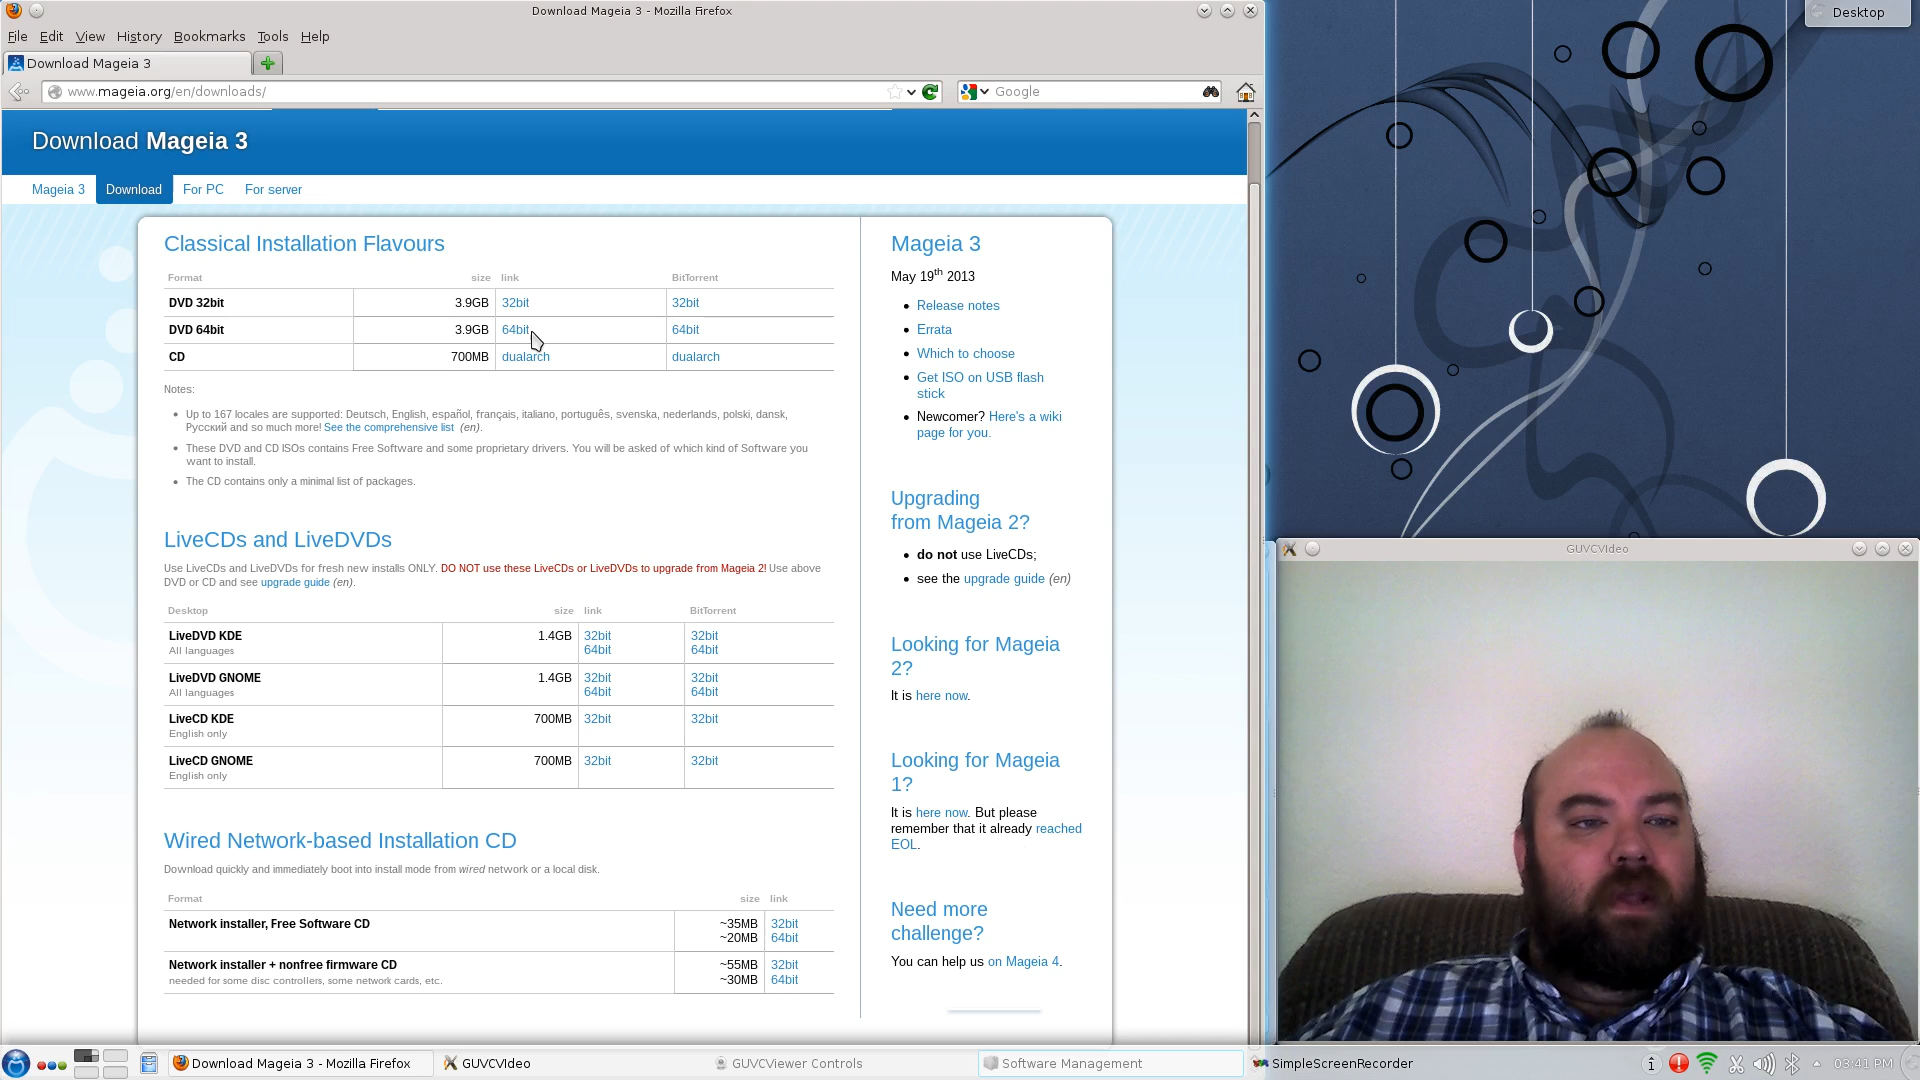 Download Mageia 3 - Mozilla Firefox
Desktop
File Edit View History Bookmarks Tools Help
Download Mageia 3
www.mageia.org/en/downloads/
Google
Download Mageia 3
Mageia 3 Download For PC For server
Classical Installation Flavours
Format size link BitTorrent
DVD 32bit 3.9GB 32bit 32bit
DVD 64bit 3.9GB 64bit 64bit
CD 700MB dualarch dualarch
Notes:
Up to 167 locales are supported: Deutsch, English, español, français, italiano, português, svenska, nederlands, polski, dansk,
Русский and so much more! See the comprehensive list (en).
These DVD and CD ISOs contains Free Software and some proprietary drivers. You will be asked of which kind of Software you
want to install.
The CD contains only a minimal list of packages.
LiveCDs and LiveDVDs
Use LiveCDs and LiveDVDs for fresh new installs ONLY. DO NOT use these LiveCDs or LiveDVDs to upgrade from Mageia 2! Use above
DVD or CD and see upgrade guide (en).
Desktop size link BitTorrent
LiveDVD KDE 1.4GB 32bit 32bit
All languages 64bit 64bit
LiveDVD GNOME 1.4GB 32bit 32bit
All languages 64bit 64bit
LiveCD KDE 700MB 32bit 32bit
English only
LiveCD GNOME 700MB 32bit 32bit
English only
Wired Network-based Installation CD
Download quickly and immediately boot into install mode from wired network or a local disk.
Format size link
Network installer, Free Software CD ~35MB 32bit
~20MB 64bit
Network installer + nonfree firmware CD ~55MB 32bit
needed for some disc controllers, some network cards, etc. ~30MB 64bit
Mageia 3
May 19th 2013
Release notes
Errata
Which to choose
Get ISO on USB flash
stick
Newcomer? Here's a wiki
page for you.
Upgrading
from Mageia 2?
do not use LiveCDs;
see the upgrade guide (en)
Looking for Mageia
2?
It is here now.
Looking for Mageia
1?
It is here now. But please
remember that it already reached
EOL.
Need more
challenge?
You can help us on Mageia 4.
GUVCVideo
Download Mageia 3 - Mozilla Firefox GUVCVideo GUVCViewer Controls Software Management SimpleScreenRecorder 03:41 PM